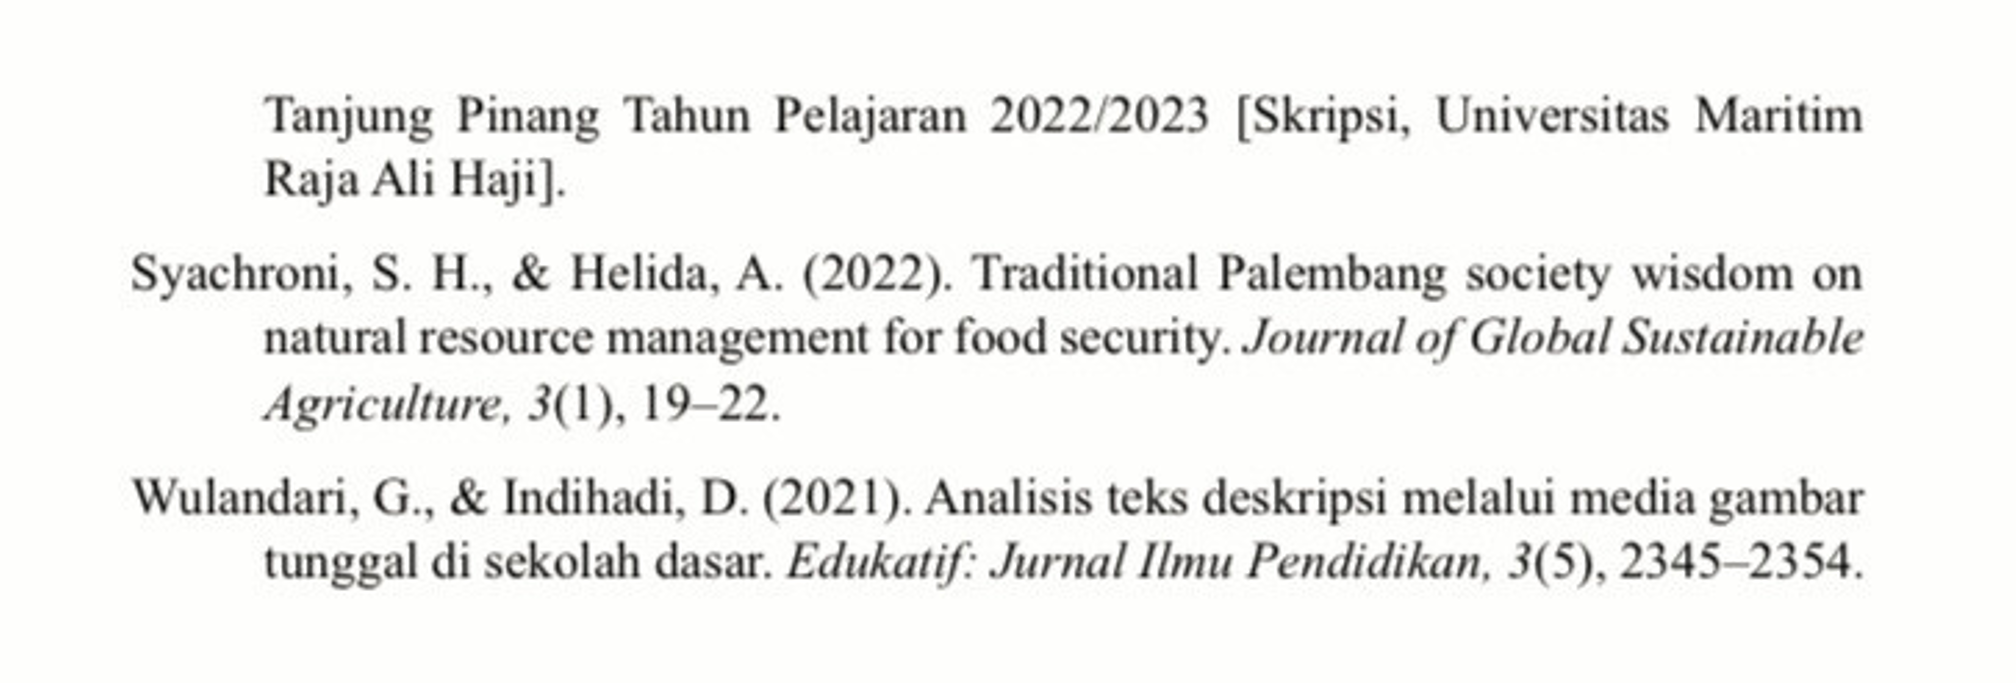 Tanjung Pinang Tahun Pelajaran 2022/2023 [Skripsi, Universitas Maritim
Raja Ali Haji].
Syachroni, S. H., & Helida, A. (2022). Traditional Palembang society wisdom on
natural resource management for food security. Journal of Global Sustainable
Agriculture, 3(1), 19–22.
Wulandari, G., & Indihadi, D. (2021). Analisis teks deskripsi melalui media gambar
tunggal di sekolah dasar. Edukatif: Jurnal Ilmu Pendidikan, 3(5), 2345–2354.